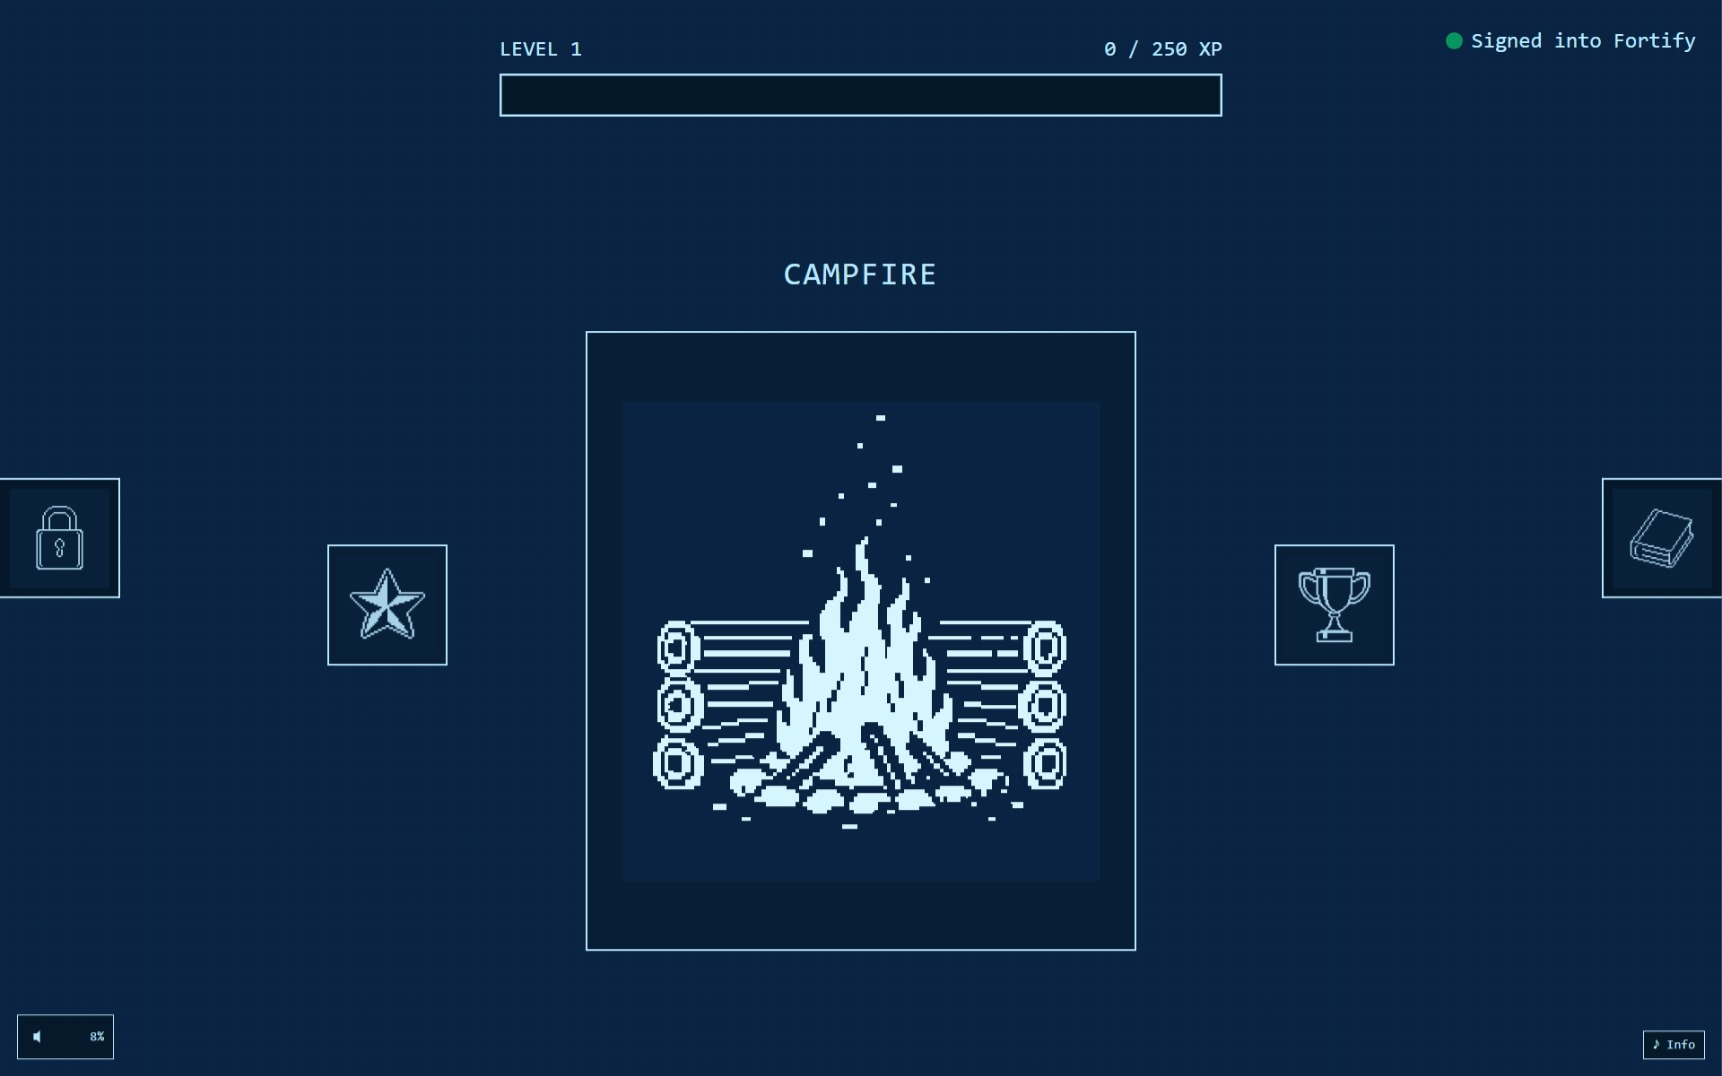 LEVEL 1
0 / 250 XP
Signed into Fortify
CAMPFIRE
8%
♪ Info